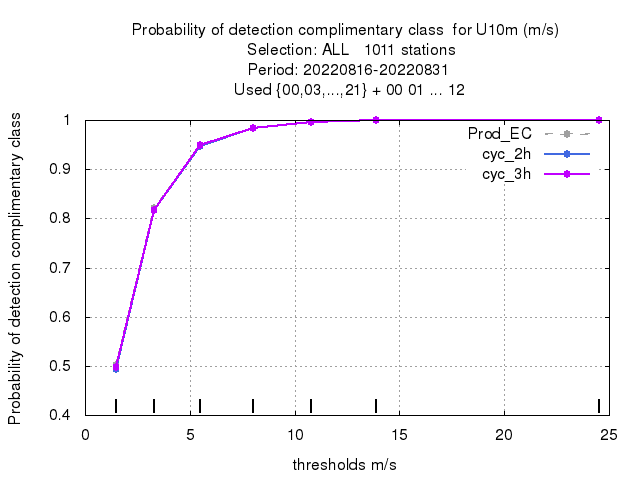 Probability of detection complimentary class  for U10m (m/s)
Selection: ALL   1011 stations
Period: 20220816-20220831
Used {00,03,...,21} + 00 01 ... 12
Probability of detection complimentary class
1
0.9
0.8
0.7
0.6
0.5
0.4
Prod_EC
cyc_2h
cyc_3h
0 5 10 15 20 25
thresholds m/s